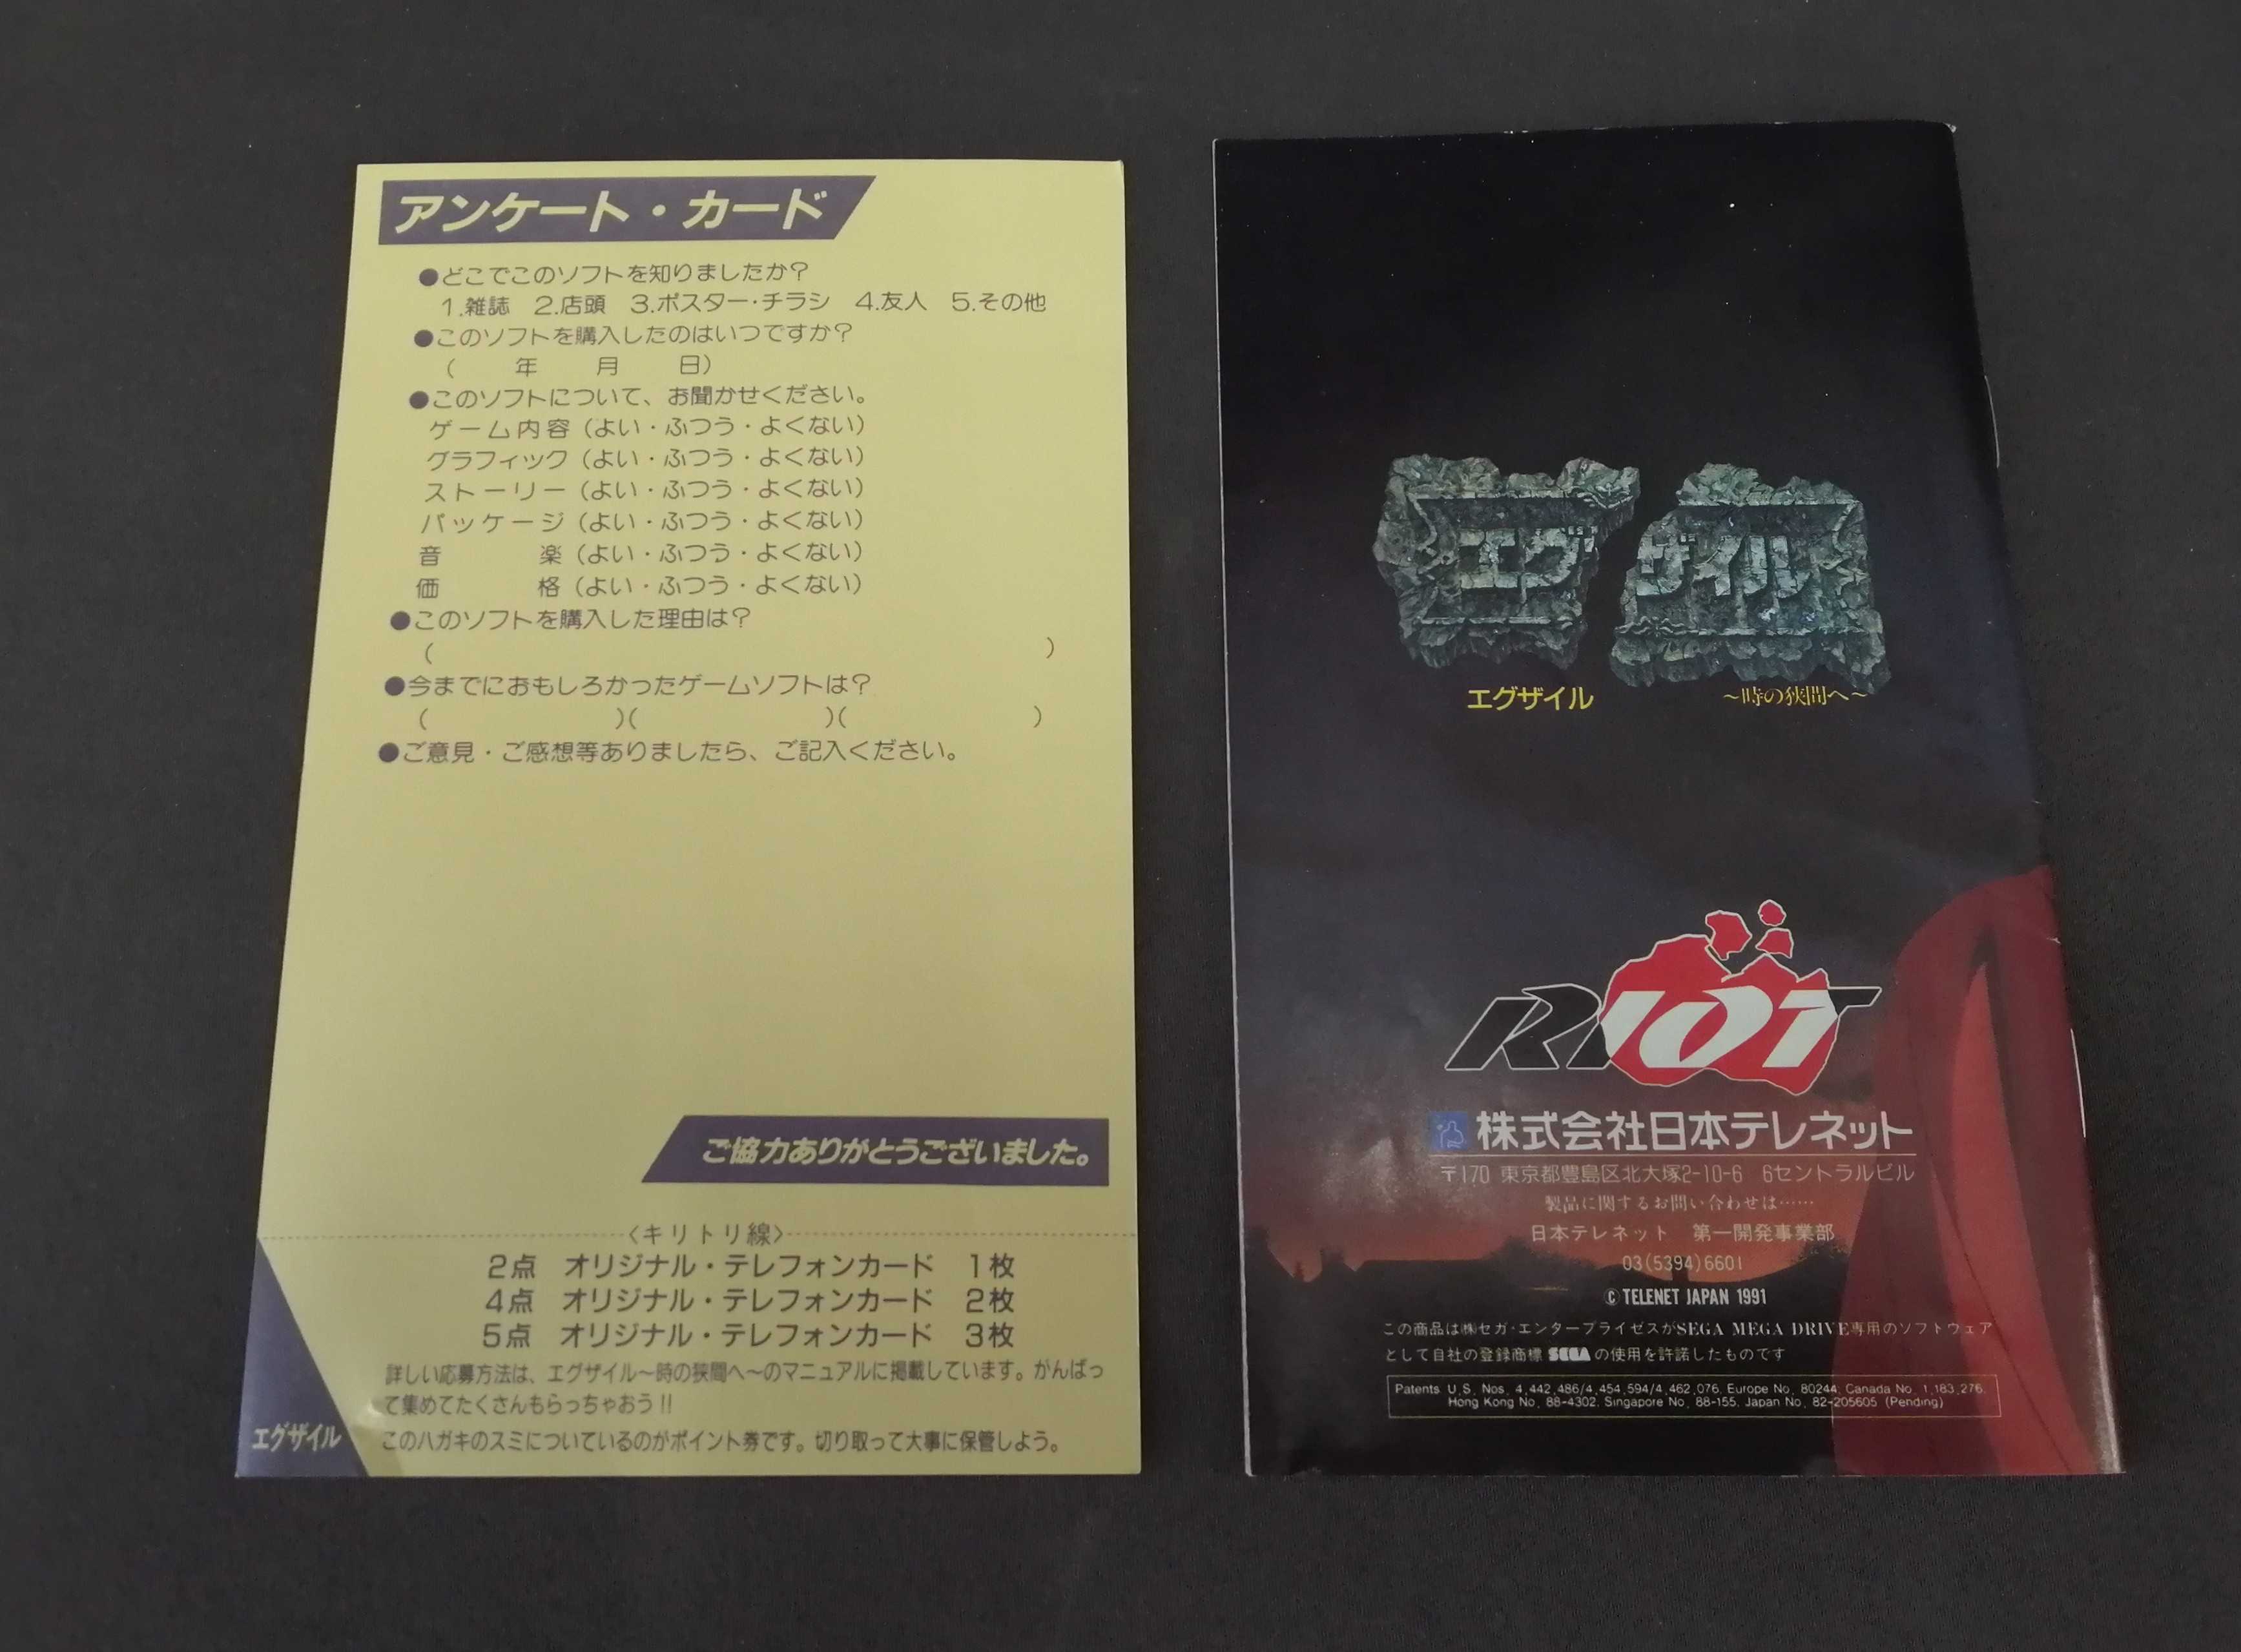 アンケート・カード
●どこでこのソフトを知りましたか?
1.雑誌 2.店頭 3.ポスター・チラシ 4.友人 5.その他
●このソフトを購入したのはいつですか?
( 年 月 日)
●このソフトについて、お聞かせください。
ゲーム内容(よい・ふつう・よくない)
グラフィック(よい・ふつう・よくない)
ストーリー(よい・ふつう・よくない)
パッケージ(よい・ふつう・よくない)
音 楽(よい・ふつう・よくない)
価 格(よい・ふつう・よくない)
●このソフトを購入した理由は?
( )
●今までにおもしろかったゲームソフトは?
( )( )( )
●ご意見・ご感想等ありましたら、ご記入ください。
ご協力ありがとうございました。
〈キリトリ線〉
2点 オリジナル・テレフォンカード 1枚
4点 オリジナル・テレフォンカード 2枚
5点 オリジナル・テレフォンカード 3枚
詳しい応募方法は、エグザイル〜時の狭間へ〜のマニュアルに掲載しています。がんばっ
て集めてたくさんもらっちゃおう!!
このハガキのスミについているのがポイント券です。切り取って大事に保管しよう。
エグザイル
エグザイル
エグザイル 〜時の狭間へ〜
RIOT
株式会社日本テレネット
〒170 東京都豊島区北大塚2-10-6 6セントラルビル
製品に関するお問い合わせは……
日本テレネット 第一開発事業部
03(5394)6601
© TELENET JAPAN 1991
この商品は㈱セガ・エンタープライゼスがSEGA MEGA DRIVE専用のソフトウェア
として自社の登録商標 SEGA の使用を許諾したものです
Patents U.S. Nos. 4,442,486/4,454,594/4,462,076, Europe No. 80244, Canada No. 1,183,276,
Hong Kong No. 88-4302, Singapore No. 88-155, Japan No. 82-205605 (Pending)